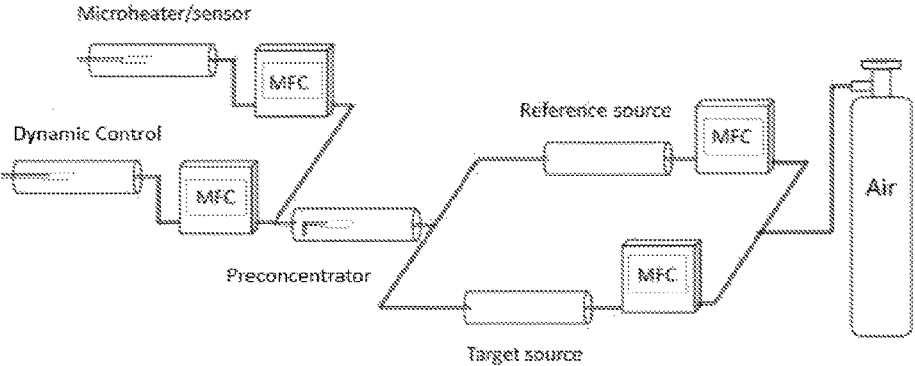 Microheater/sensor
MFC
Reference source
MFC
Dynamic Control
MFC
Air
Preconcentrator
MFC
Target source